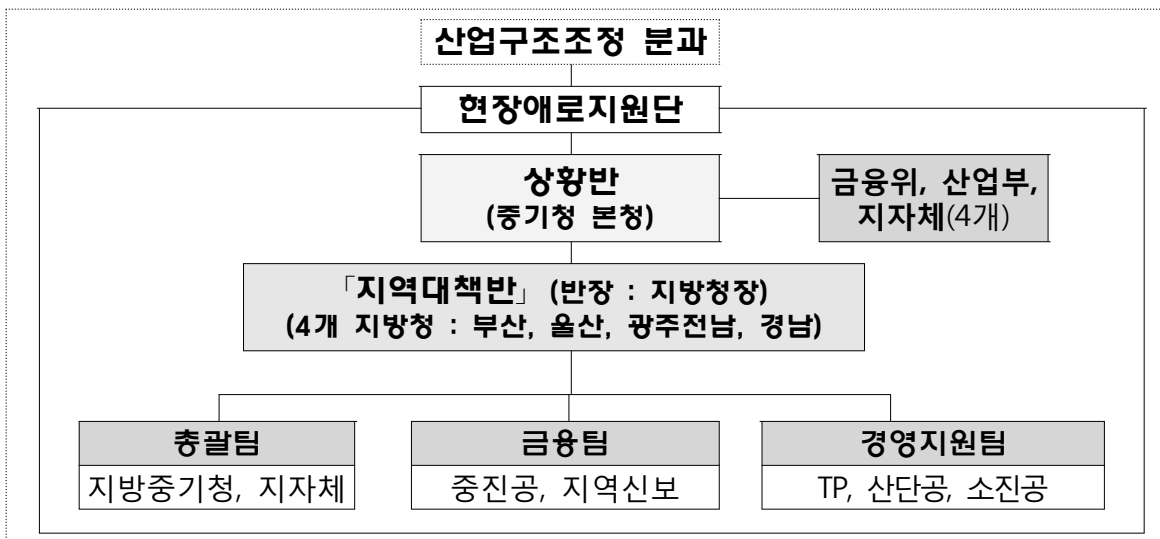 산업구조조정 분과
현장애로지원단
상황반
(중기청 본청)
금융위, 산업부,
지자체(4개)
「지역대책반」 (반장 : 지방청장)
(4개 지방청 : 부산, 울산, 광주전남, 경남)
총괄팀
지방중기청, 지자체
금융팀
중진공, 지역신보
경영지원팀
TP, 산단공, 소진공